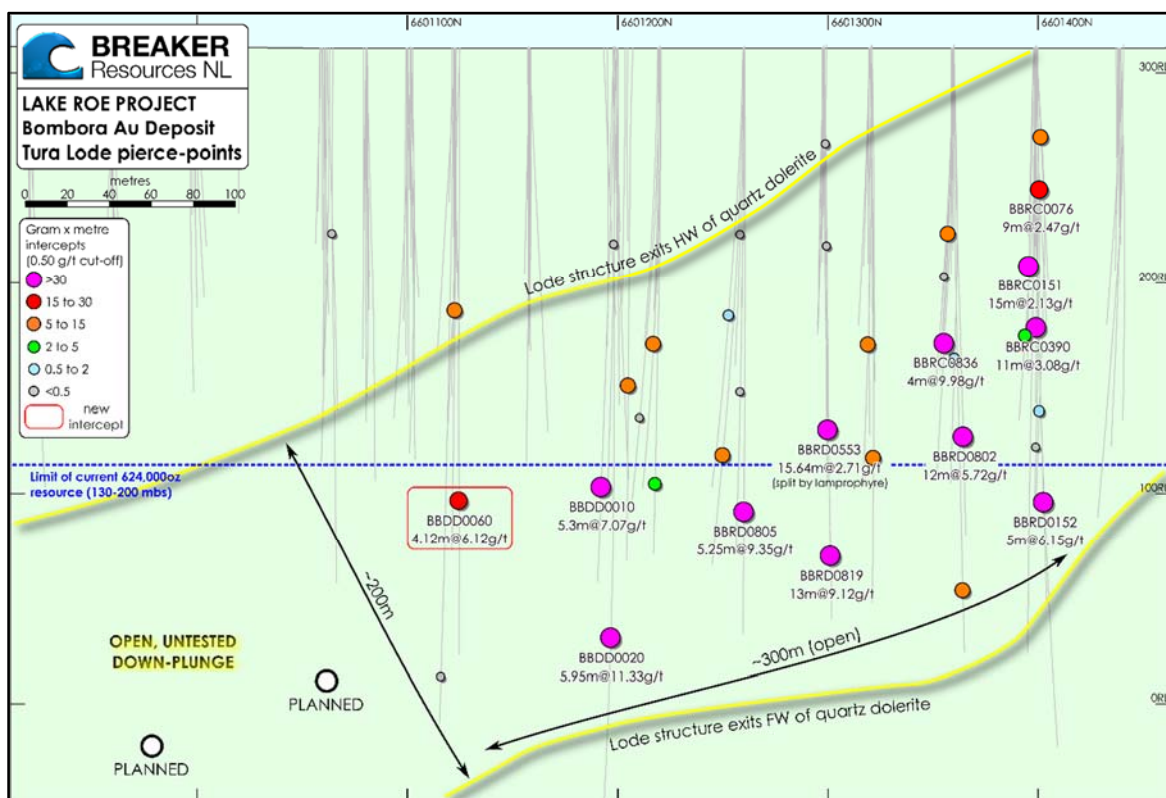 6601100N
6601200N
6601300N
6601400N
BREAKER
Resources NL
LAKE ROE PROJECT
Bombora Au Deposit
Tura Lode pierce-points
metres
0 20 40 60 80 100
Gram x metre
intercepts
(0.50 g/t cut-off)
>30
15 to 30
5 to 15
2 to 5
0.5 to 2
<0.5
new
intercept
300RL
200RL
100RL
0RL
Lode structure exits HW of quartz dolerite
BBRC0076
9m@2.47g/t
BBRC0151
15m@2.13g/t
BBRC0390
11m@3.08g/t
BBRC0836
4m@9.98g/t
BBRD0553
15.64m@2.71g/t
(split by lamprophyre)
BBRD0802
12m@5.72g/t
Limit of current 624,000oz
resource (130-200 mbs)
BBDD0060
4.12m@6.12g/t
BBDD0010
5.3m@7.07g/t
BBRD0805
5.25m@9.35g/t
BBRD0152
5m@6.15g/t
BBRD0819
13m@9.12g/t
~200m
~300m (open)
BBDD0020
5.95m@11.33g/t
OPEN, UNTESTED
DOWN-PLUNGE
PLANNED
PLANNED
Lode structure exits FW of quartz dolerite